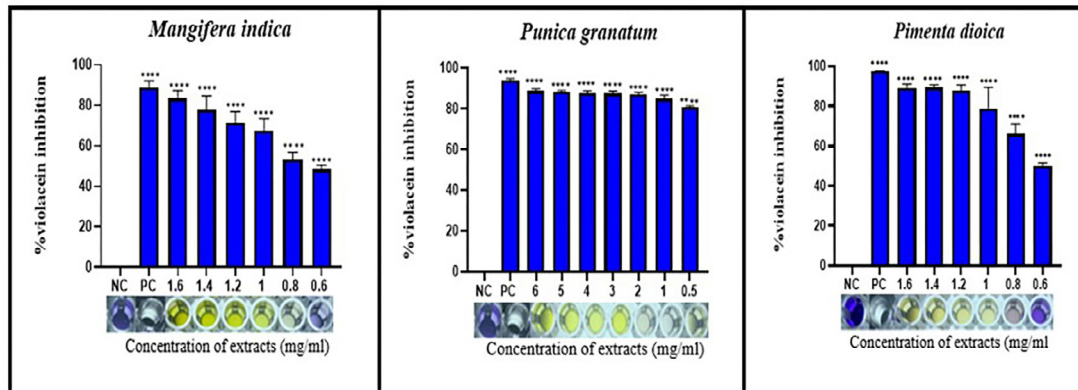 Mangifera indica
%violacein inhibition
100
80
60
40
20
0
**** **** **** **** **** **** ****
NC PC 1.6 1.4 1.2 1 0.8 0.6
Concentration of extracts (mg/ml
Punica granatum
%violacein inhibition
100
80
60
40
20
0
**** **** **** **** **** **** **** ****
NC PC 6 5 4 3 2 1 0.5
Concentration of extracts (mg/ml)
Pimenta dioica
%violacein inhibition
100
80
60
40
20
0
**** **** **** **** **** **** ****
NC PC 1.6 1.4 1.2 1 0.8 0.6
Concentration of extracts (mg/ml